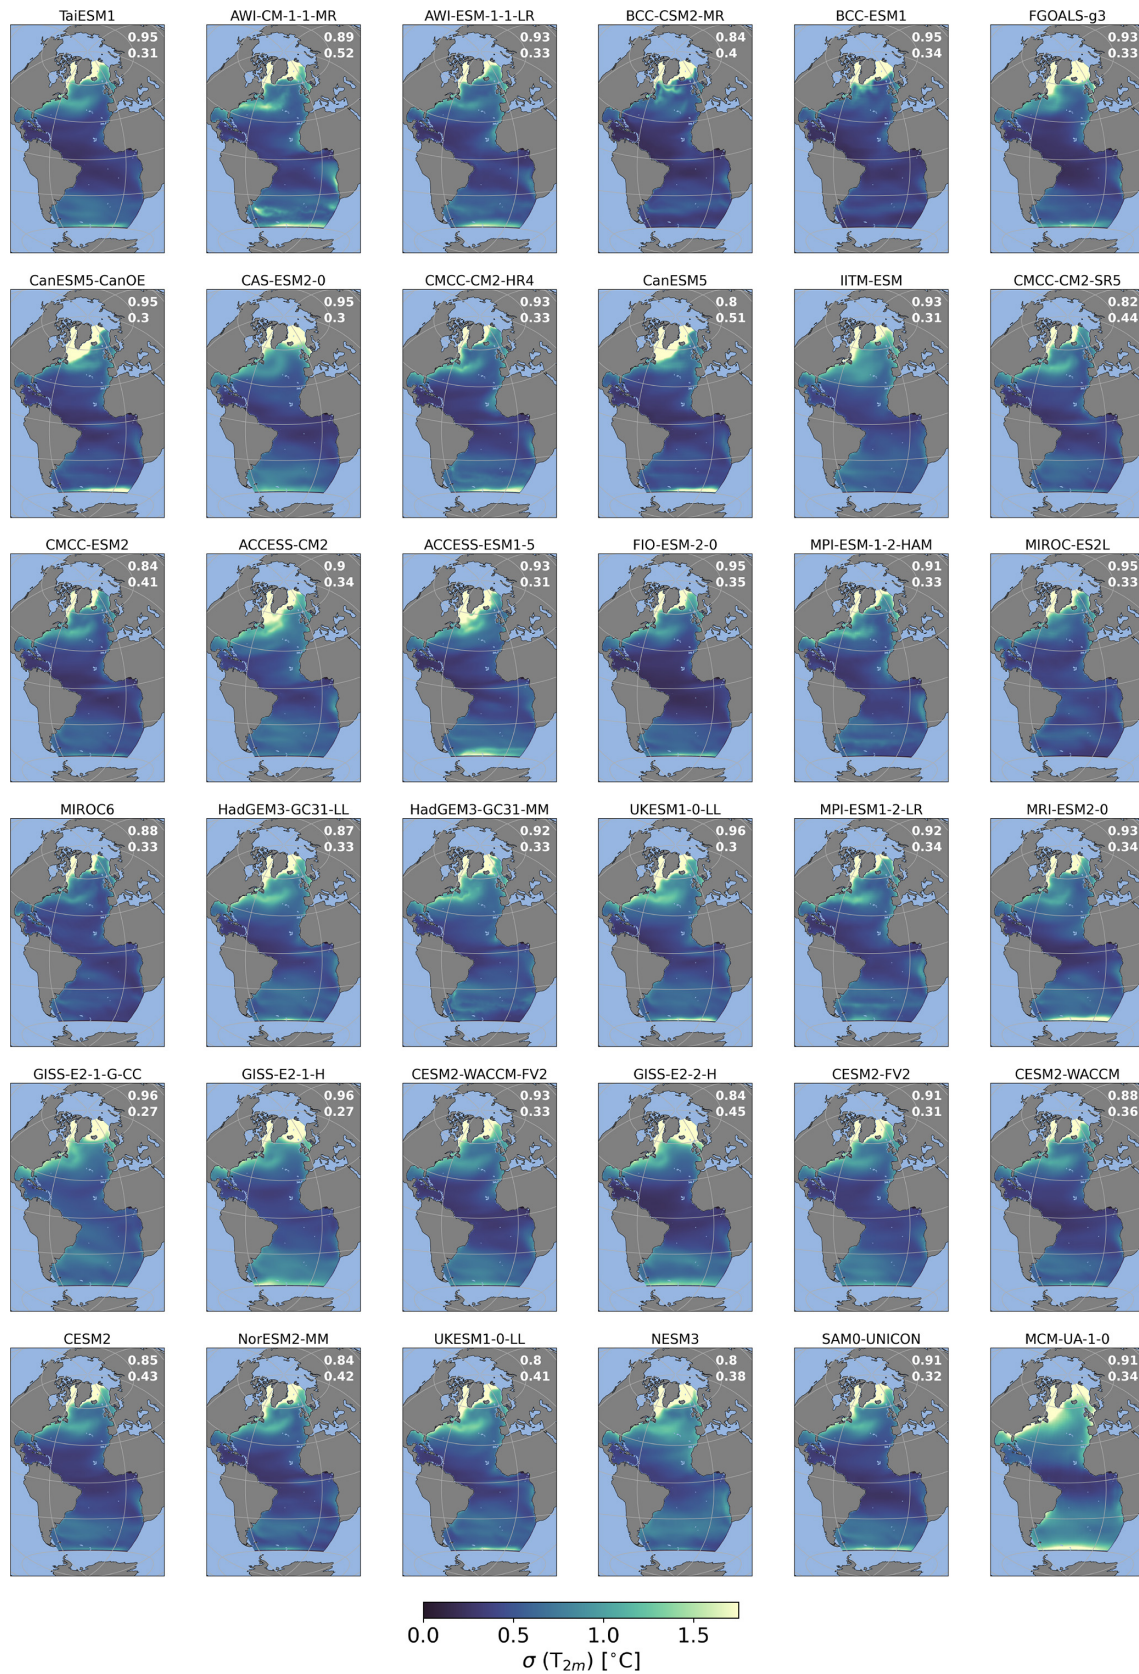 TaiESM1 AWI-CM-1-1-MR AWI-ESM-1-1-LR BCC-CSM2-MR BCC-ESM1 FGOALS-g3
0.95 0.89 0.93 0.84 0.95 0.93
0.31 0.52 0.33 0.4 0.34 0.33
CanESM5-CanOE CAS-ESM2-0 CMCC-CM2-HR4 CanESM5 IITM-ESM CMCC-CM2-SR5
0.95 0.95 0.93 0.8 0.93 0.82
0.3 0.3 0.33 0.51 0.31 0.44
CMCC-ESM2 ACCESS-CM2 ACCESS-ESM1-5 FIO-ESM-2-0 MPI-ESM-1-2-HAM MIROC-ES2L
0.84 0.9 0.93 0.95 0.91 0.95
0.41 0.34 0.31 0.35 0.33 0.33
MIROC6 HadGEM3-GC31-LL HadGEM3-GC31-MM UKESM1-0-LL MPI-ESM1-2-LR MRI-ESM2-0
0.88 0.87 0.92 0.96 0.92 0.93
0.33 0.33 0.33 0.3 0.34 0.34
GISS-E2-1-G-CC GISS-E2-1-H CESM2-WACCM-FV2 GISS-E2-2-H CESM2-FV2 CESM2-WACCM
0.96 0.96 0.93 0.84 0.91 0.88
0.27 0.27 0.33 0.45 0.31 0.36
CESM2 NorESM2-MM UKESM1-0-LL NESM3 SAM0-UNICON MCM-UA-1-0
0.85 0.84 0.8 0.8 0.91 0.91
0.43 0.42 0.41 0.38 0.32 0.34
0.0 0.5 1.0 1.5
σ (T2m) [°C]